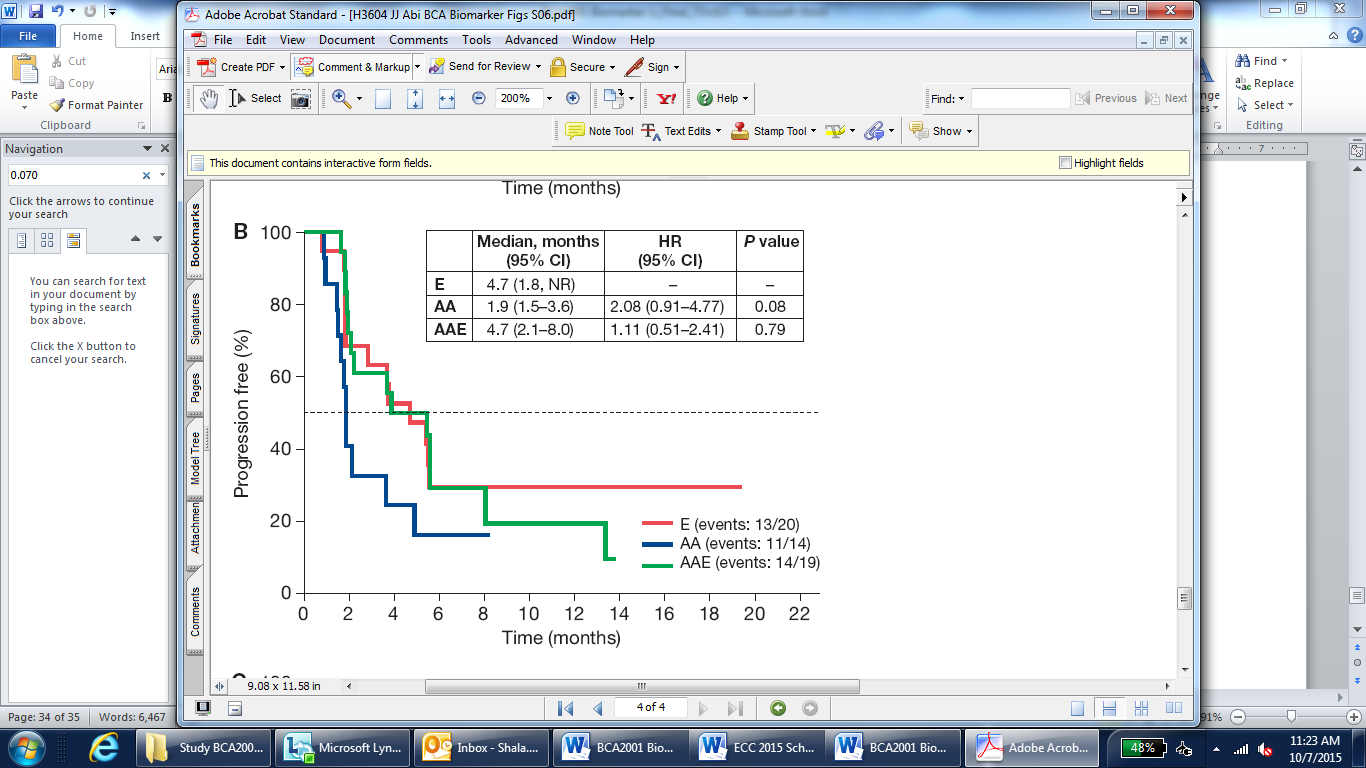 Adobe Acrobat Standard - [H3604 JJ Abi BCA Biomarker Figs S06.pdf]
File Home Insert
File Edit View Document Comments Tools Advanced Window Help
Cut
Copy
Paste
Format Painter
Clipboard
B
Create PDF Comment & Markup Send for Review Secure Sign
Select 200% Help Find: Previous Next
Note Tool Text Edits Stamp Tool Show
Find
Replace
Select
Editing
This document contains interactive form fields. Highlight fields
Navigation
0.070
Click the arrows to continue
your search
You can search for text
in your document by
typing in the search
box above.
Click the X button to
cancel your search.
Bookmarks
Signatures
Pages
Model Tree
Attachmen
Comments
7
Time (months)
B
Median, months HR P value
(95% CI) (95% CI)
E 4.7 (1.8, NR) – –
AA 1.9 (1.5–3.6) 2.08 (0.91–4.77) 0.08
AAE 4.7 (2.1–8.0) 1.11 (0.51–2.41) 0.79
Progression free (%)
100
80
60
40
20
0
E (events: 13/20)
AA (events: 11/14)
AAE (events: 14/19)
0 2 4 6 8 10 12 14 16 18 20 22
Time (months)
9.08 x 11.58 in
4 of 4
Page: 34 of 35 Words: 6,467
91%
Study BCA200... Microsoft Lyn... Inbox - Shala.... BCA2001 Bio... ECC 2015 Sch... BCA2001 Bio... Adobe Acrob... 48%
11:23 AM
10/7/2015